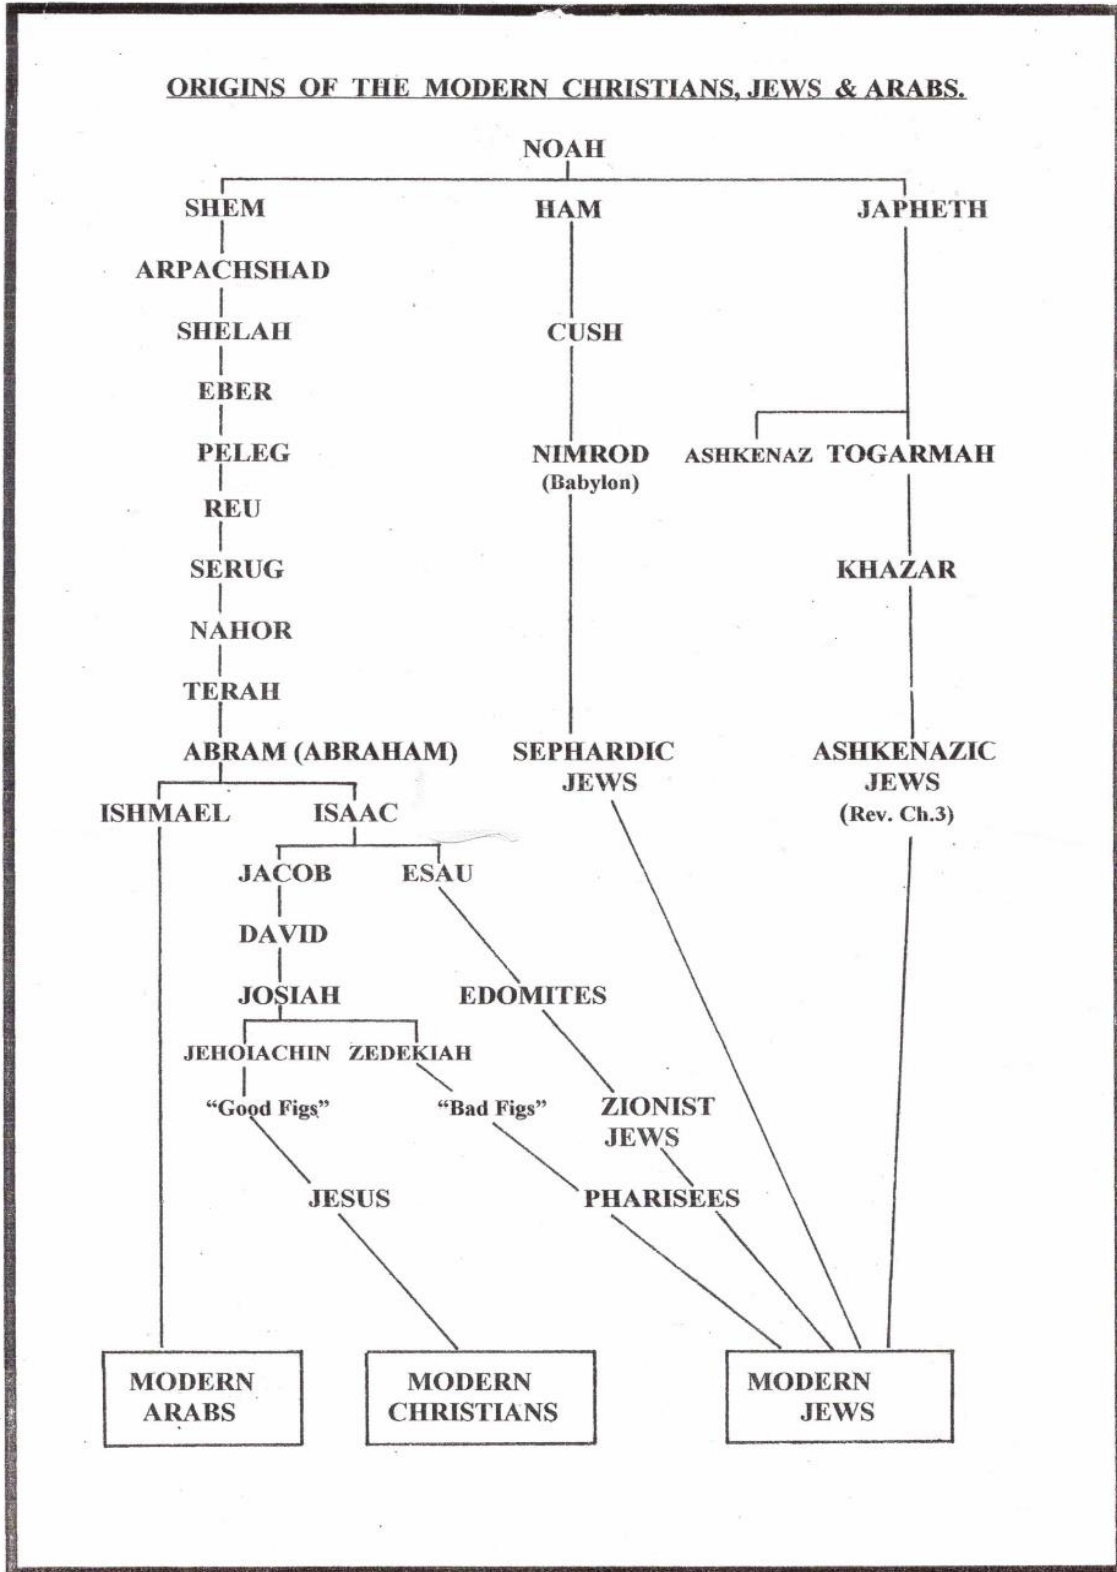 ORIGINS OF THE MODERN CHRISTIANS, JEWS & ARABS.
NOAH
SHEM HAM JAPHETH
ARPACHSHAD
SHELAH CUSH
EBER
PELEG NIMROD ASHKENAZ TOGARMAH
(Babylon)
REU
SERUG KHAZAR
NAHOR
TERAH
ABRAM (ABRAHAM) SEPHARDIC ASHKENAZIC
JEWS JEWS
ISHMAEL ISAAC (Rev. Ch.3)
JACOB ESAU
DAVID
JOSIAH EDOMITES
JEHOIACHIN ZEDEKIAH
“Good Figs” “Bad Figs” ZIONIST
JEWS
JESUS PHARISEES
MODERN MODERN MODERN
ARABS CHRISTIANS JEWS